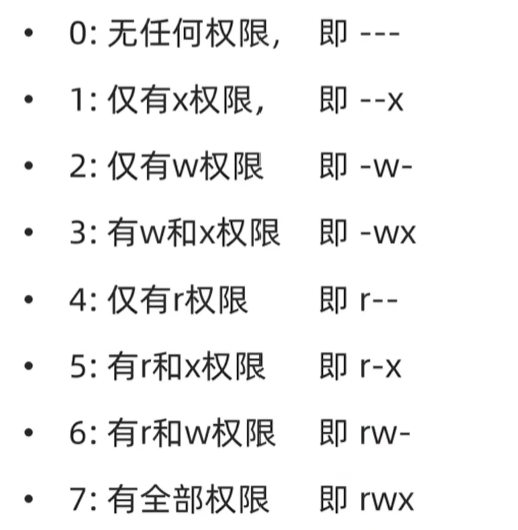 • 0: 无任何权限, 即 ---
• 1: 仅有x权限, 即 --x
• 2: 仅有w权限 即 -w-
• 3: 有w和x权限 即 -wx
• 4: 仅有r权限 即 r--
• 5: 有r和x权限 即 r-x
• 6: 有r和w权限 即 rw-
• 7: 有全部权限 即 rwx